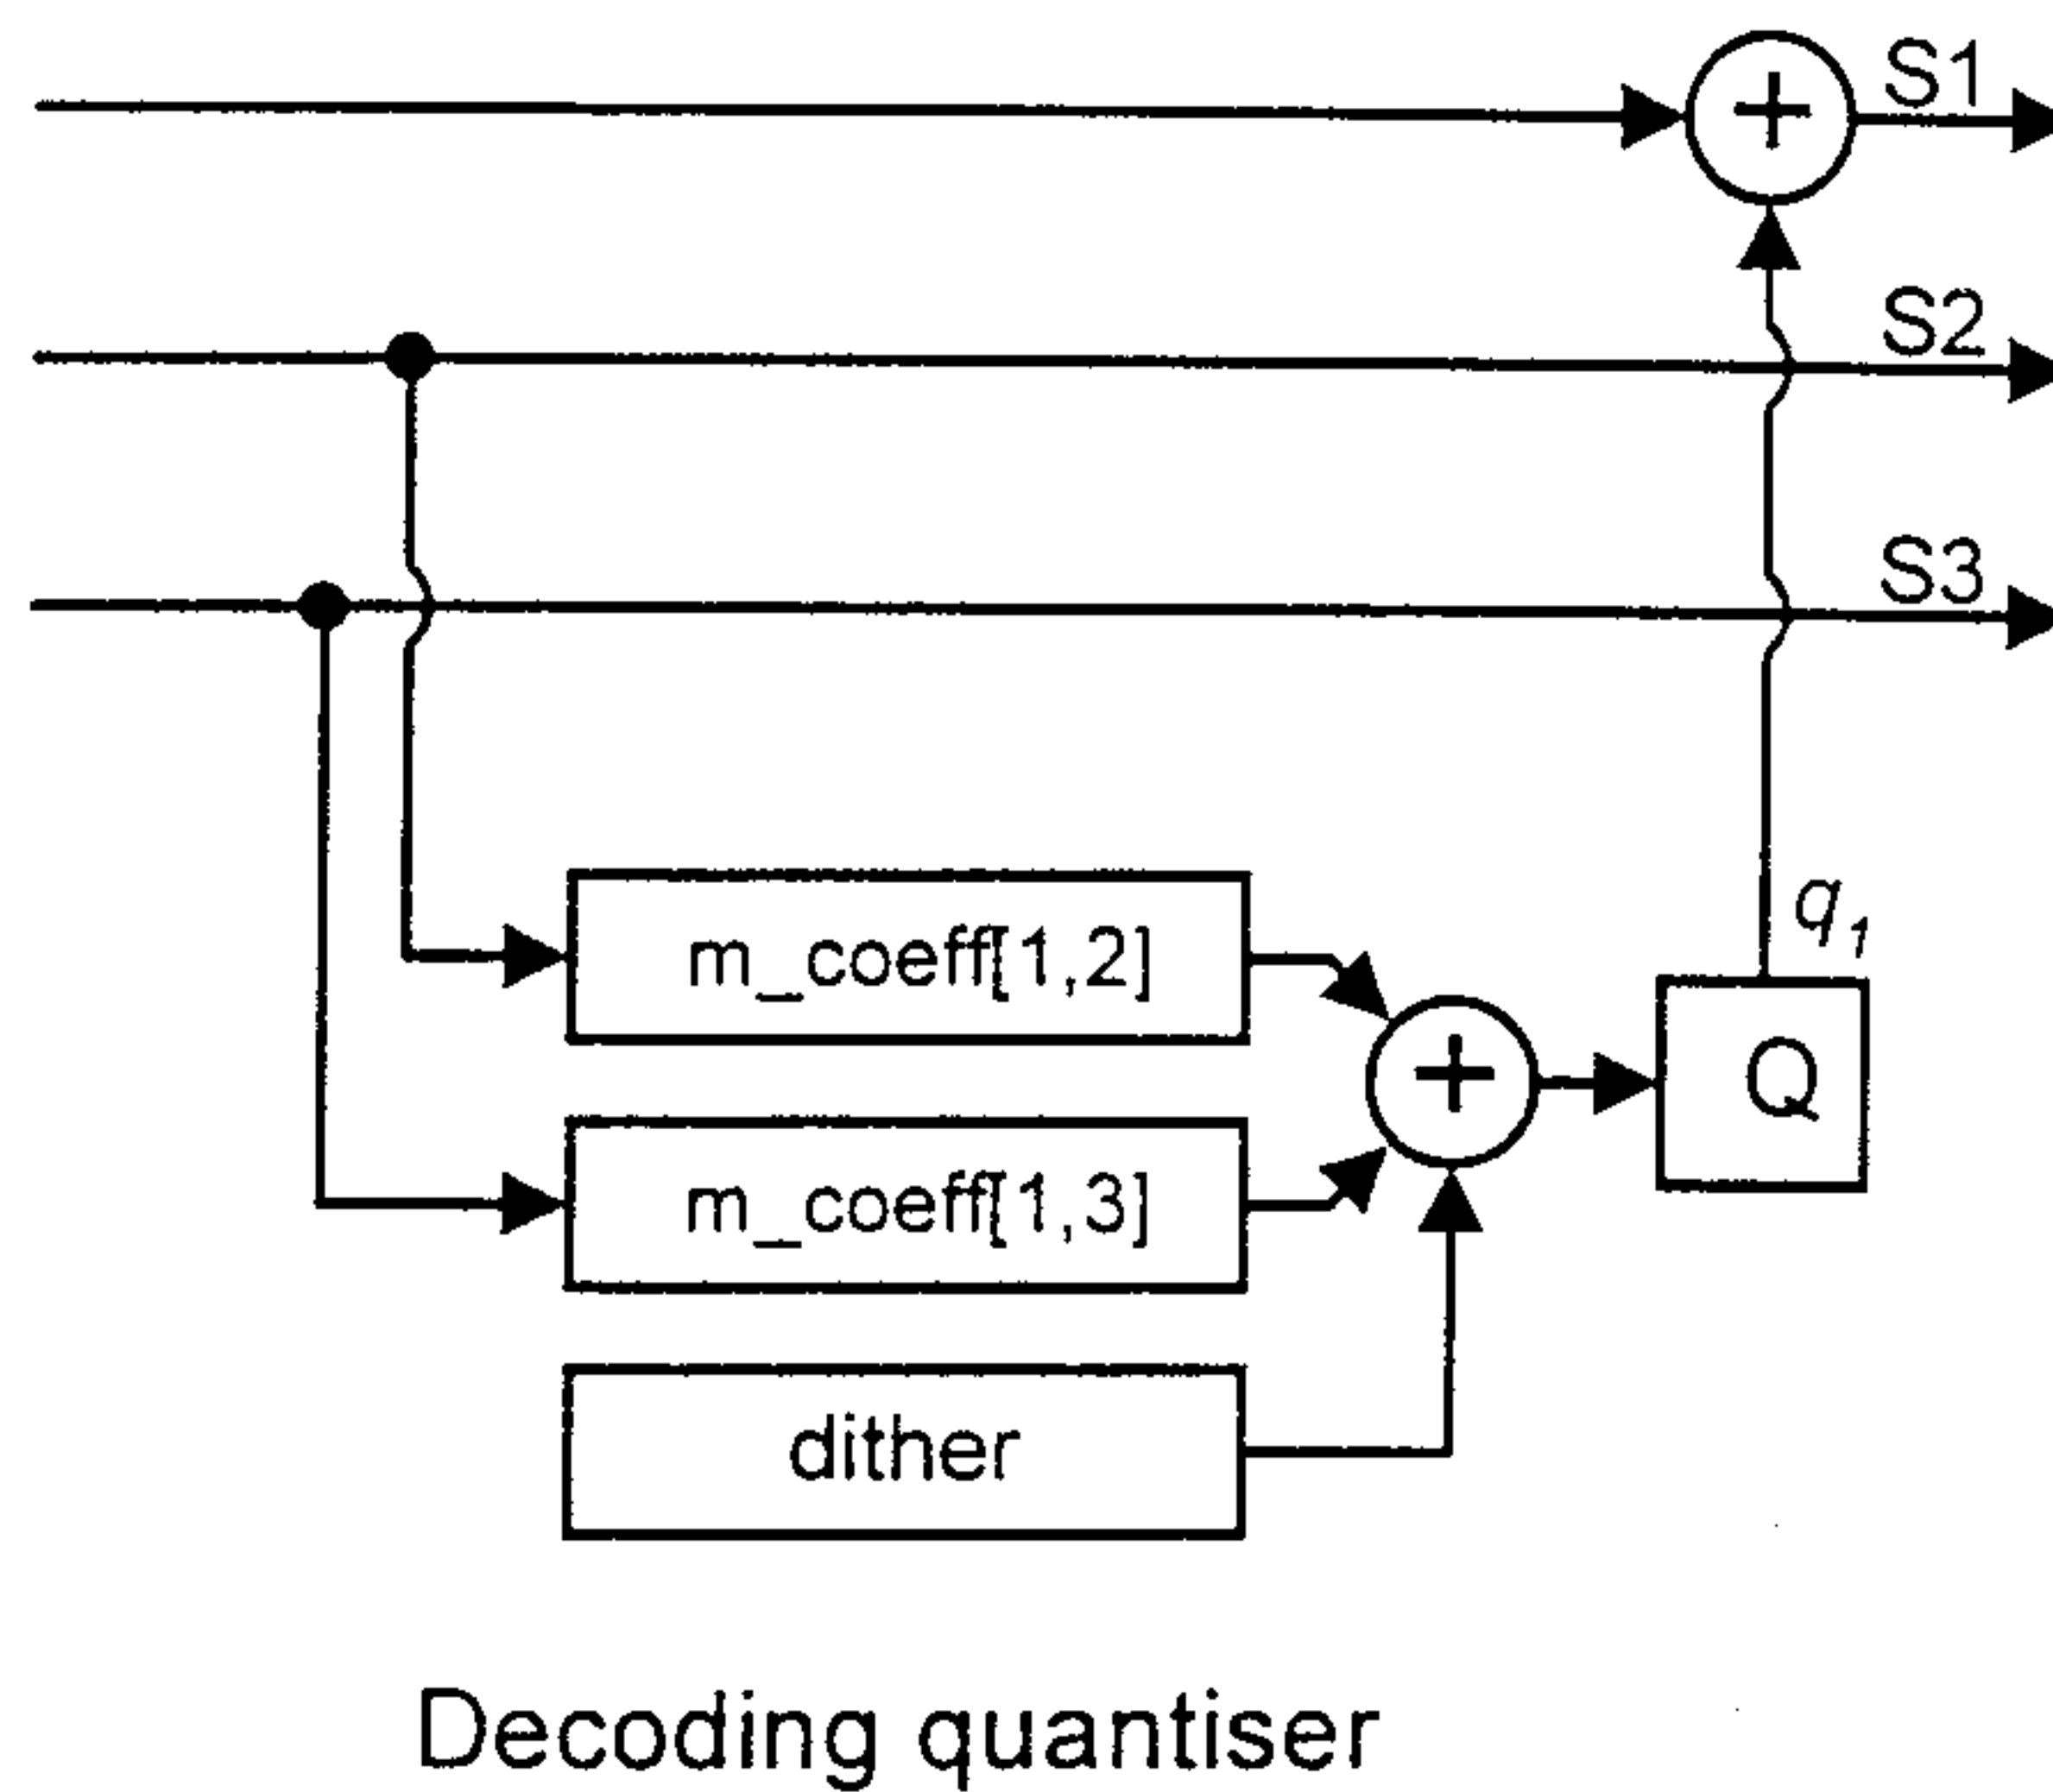 +
S1
S2
S3
q1
m_coeff[1,2]
+
Q
m_coeff[1,3]
dither
Decoding quantiser